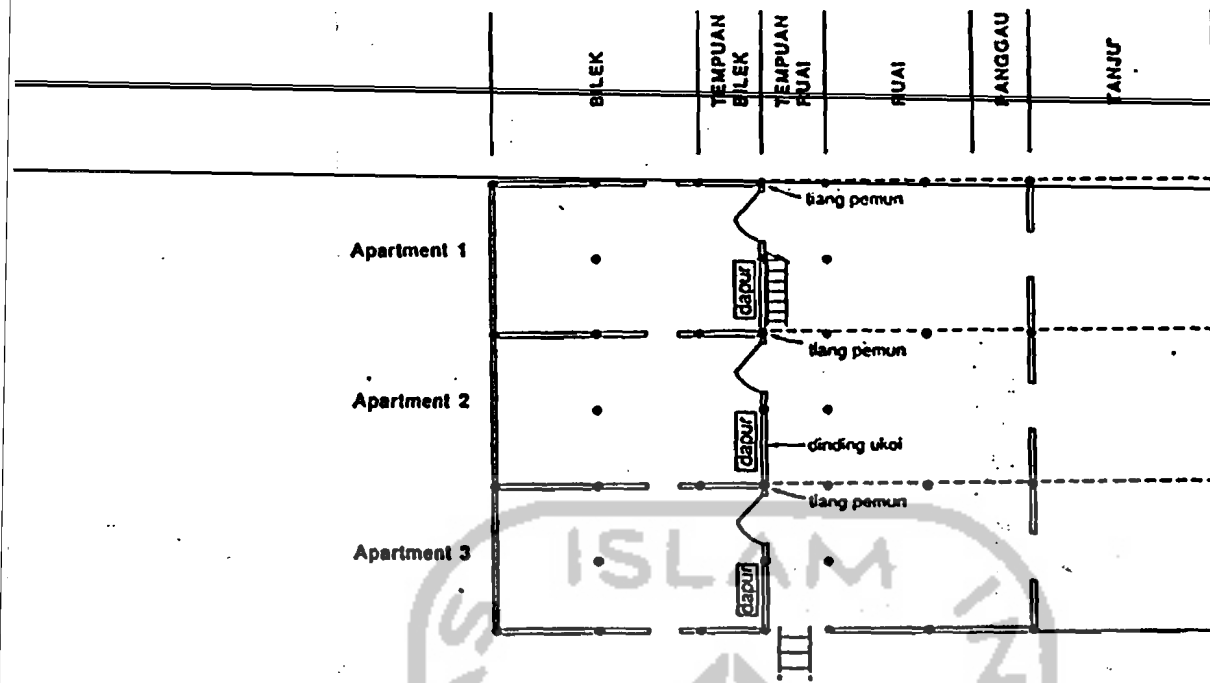 BILEK
TEMPUAN
BILEK
TEMPUAN
RUAI
RUAI
PANGGAU
TANJU'
tiang pemun
Apartment 1
dapur
tiang pemun
Apartment 2
dapur
dinding ukoi
tiang pemun
Apartment 3
dapur
ISLAM